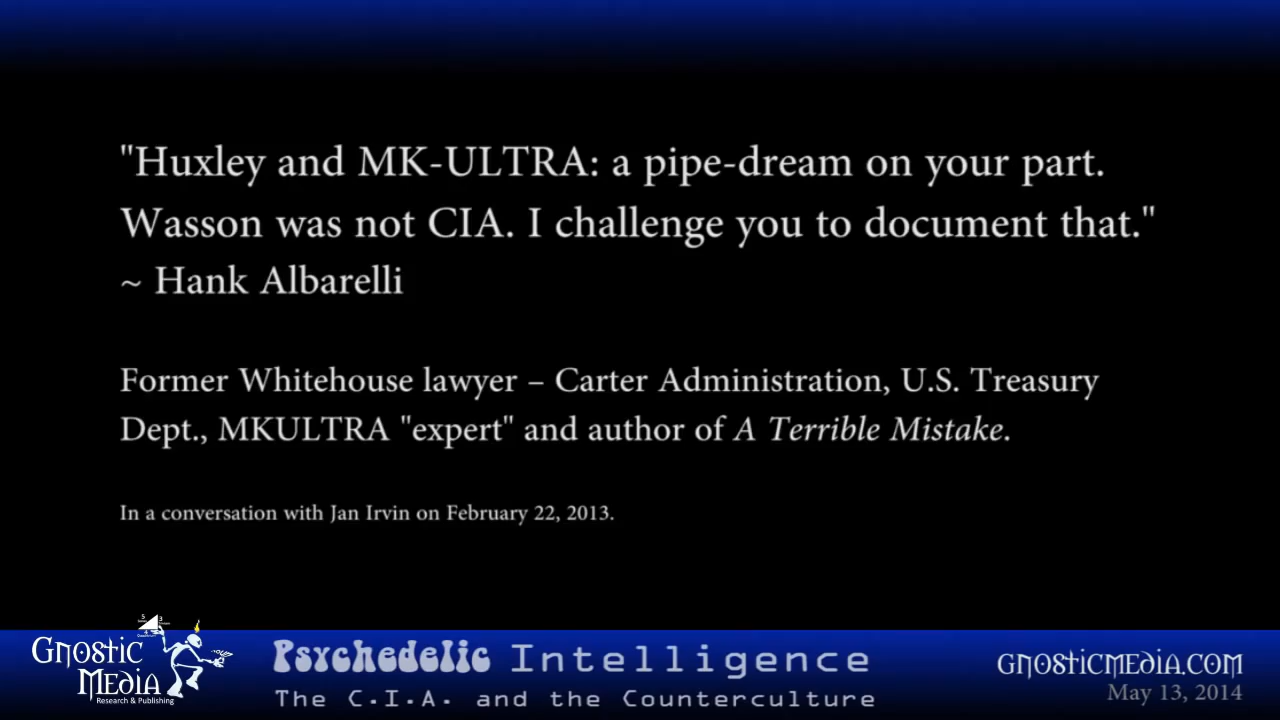 "Huxley and MK-ULTRA: a pipe-dream on your part.
Wasson was not CIA. I challenge you to document that."
~ Hank Albarelli
Former Whitehouse lawyer – Carter Administration, U.S. Treasury
Dept., MKULTRA "expert" and author of A Terrible Mistake.
In a conversation with Jan Irvin on February 22, 2013.
Gnostic
Media
Research & Publishing
Psychedelic Intelligence
The C.I.A. and the Counterculture
gnosticmedia.com
May 13, 2014